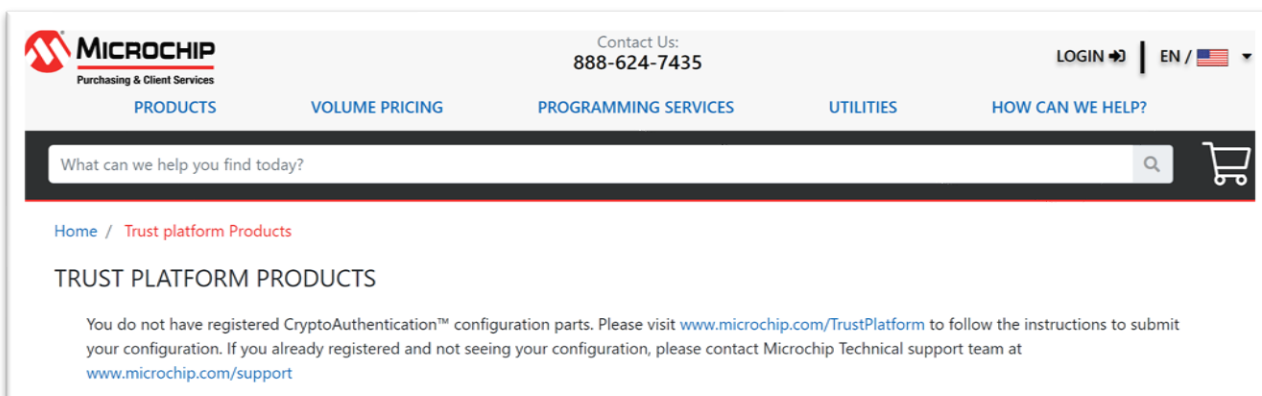 MICROCHIP
Purchasing & Client Services
Contact Us:
888-624-7435
LOGIN
EN /
PRODUCTS
VOLUME PRICING
PROGRAMMING SERVICES
UTILITIES
HOW CAN WE HELP?
What can we help you find today?
Home / Trust platform Products
TRUST PLATFORM PRODUCTS
You do not have registered CryptoAuthentication™ configuration parts. Please visit www.microchip.com/TrustPlatform to follow the instructions to submit
your configuration. If you already registered and not seeing your configuration, please contact Microchip Technical support team at
www.microchip.com/support